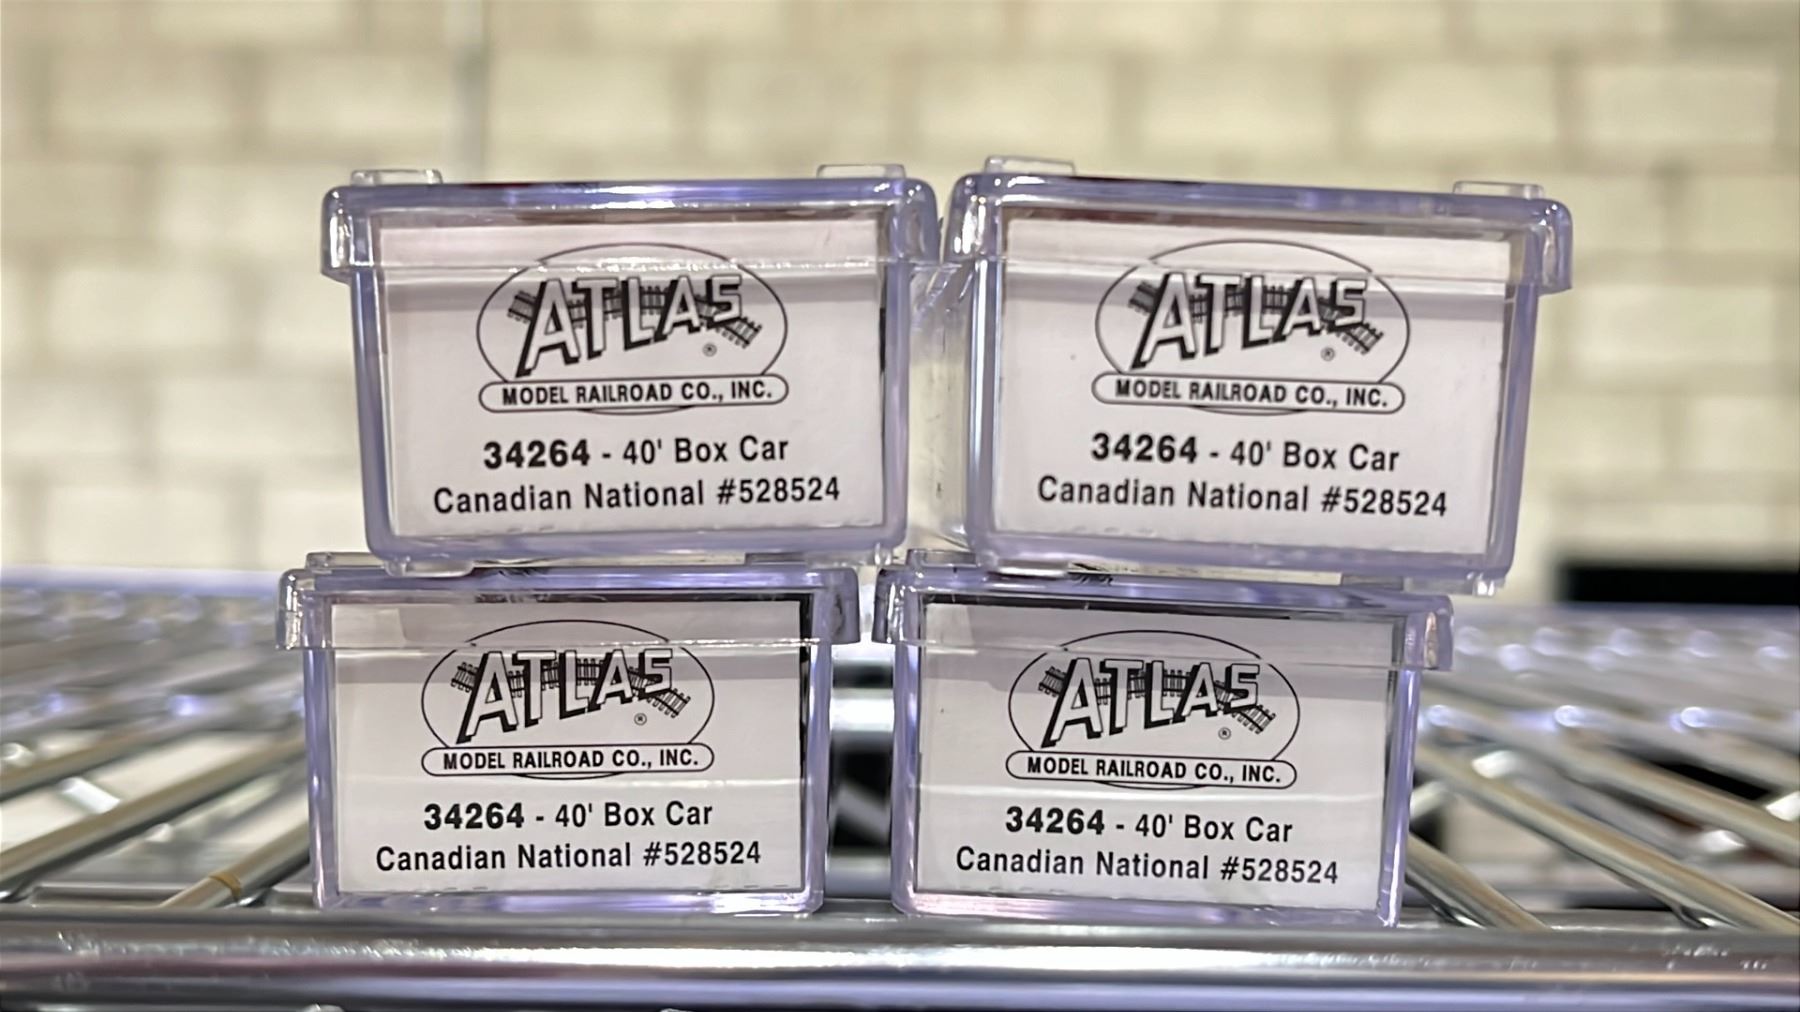 ATLAS
®
MODEL RAILROAD CO., INC.
34264 - 40' Box Car
Canadian National #528524
ATLAS
®
MODEL RAILROAD CO., INC.
34264 - 40' Box Car
Canadian National #528524
ATLAS
®
MODEL RAILROAD CO., INC.
34264 - 40' Box Car
Canadian National #528524
ATLAS
®
MODEL RAILROAD CO., INC.
34264 - 40' Box Car
Canadian National #528524